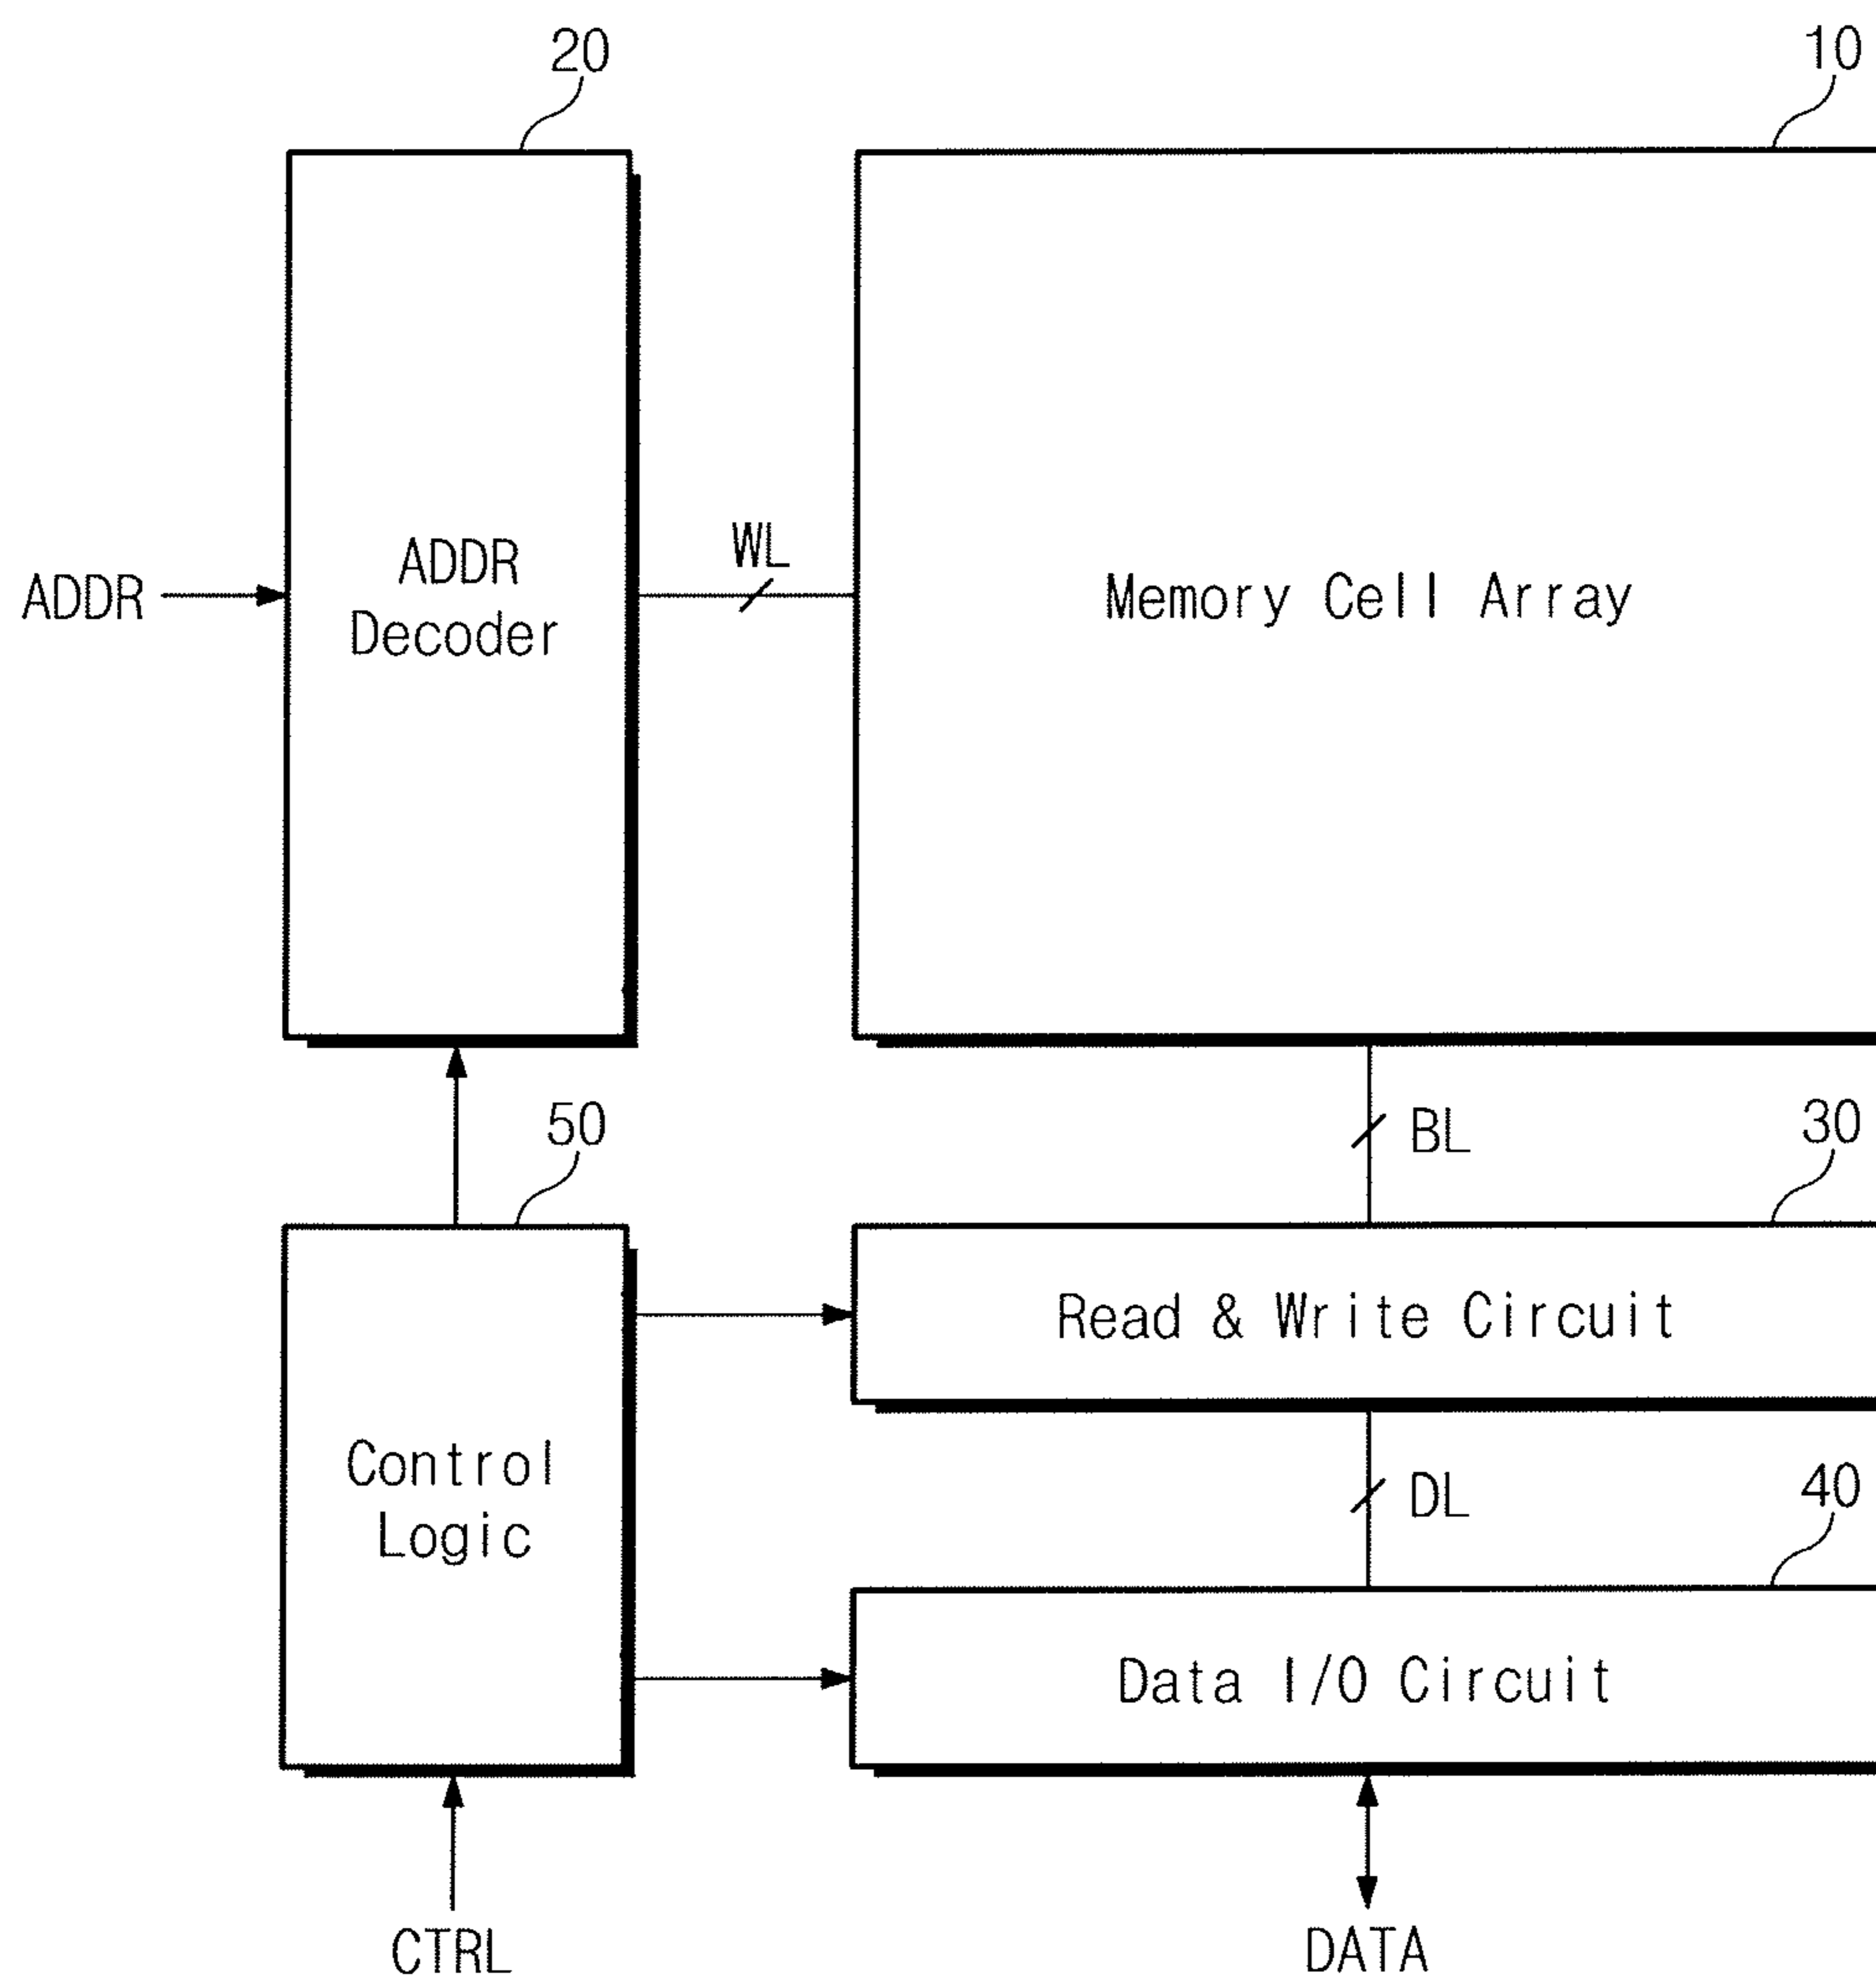 20
10
ADDR
ADDR
Decoder
WL
Memory Cell Array
50
BL
30
Read & Write Circuit
Control
Logic
DL
40
Data I/O Circuit
CTRL
DATA